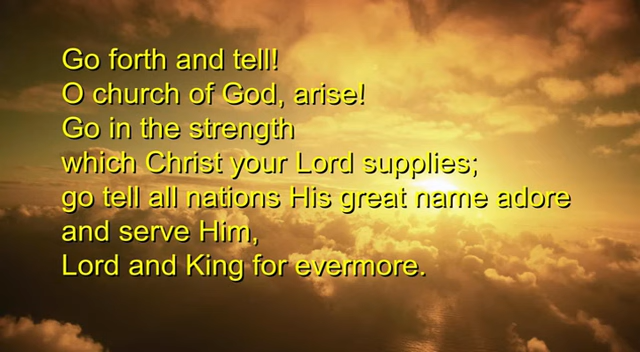 Go forth and tell!
O church of God, arise!
Go in the strength
which Christ your Lord supplies;
go tell all nations His great name adore
and serve Him,
Lord and King for evermore.